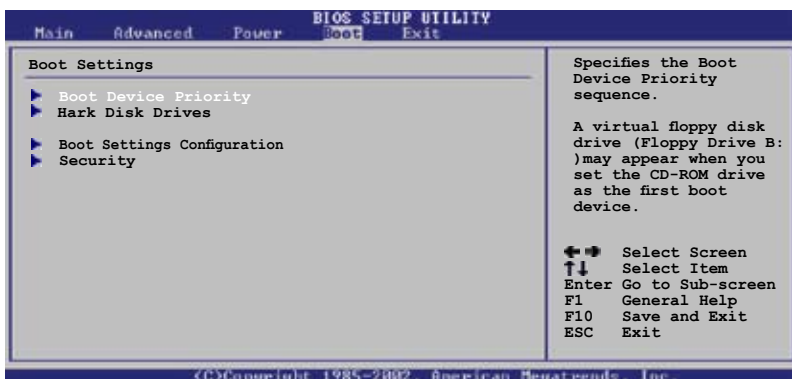 BIOS SETUP UTILITY
Main Advanced Power Boot Exit
Boot Settings
Boot Device Priority
Hark Disk Drives
Boot Settings Configuration
Security
Specifies the Boot
Device Priority
sequence.
A virtual floppy disk
drive (Floppy Drive B:
)may appear when you
set the CD-ROM drive
as the first boot
device.
←→ Select Screen
↑↓ Select Item
Enter Go to Sub-screen
F1 General Help
F10 Save and Exit
ESC Exit
(C)Copyright 1985-2002, American Megatrends, Inc.